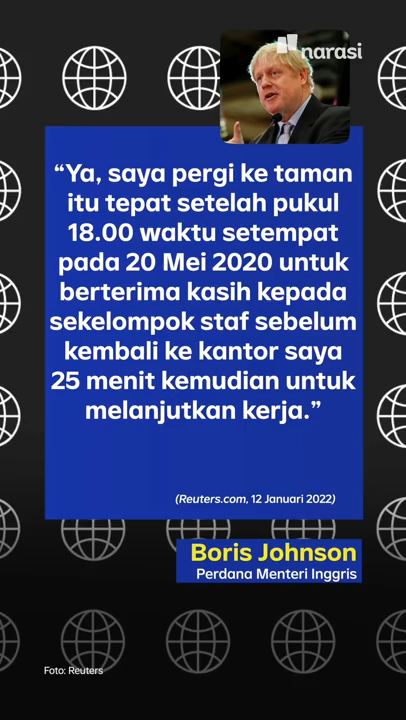 narasi
“Ya, saya pergi ke taman
itu tepat setelah pukul
18.00 waktu setempat
pada 20 Mei 2020 untuk
berterima kasih kepada
sekelompok staf sebelum
kembali ke kantor saya
25 menit kemudian untuk
melanjutkan kerja.”
(Reuters.com, 12 Januari 2022)
Boris Johnson
Perdana Menteri Inggris
Foto: Reuters